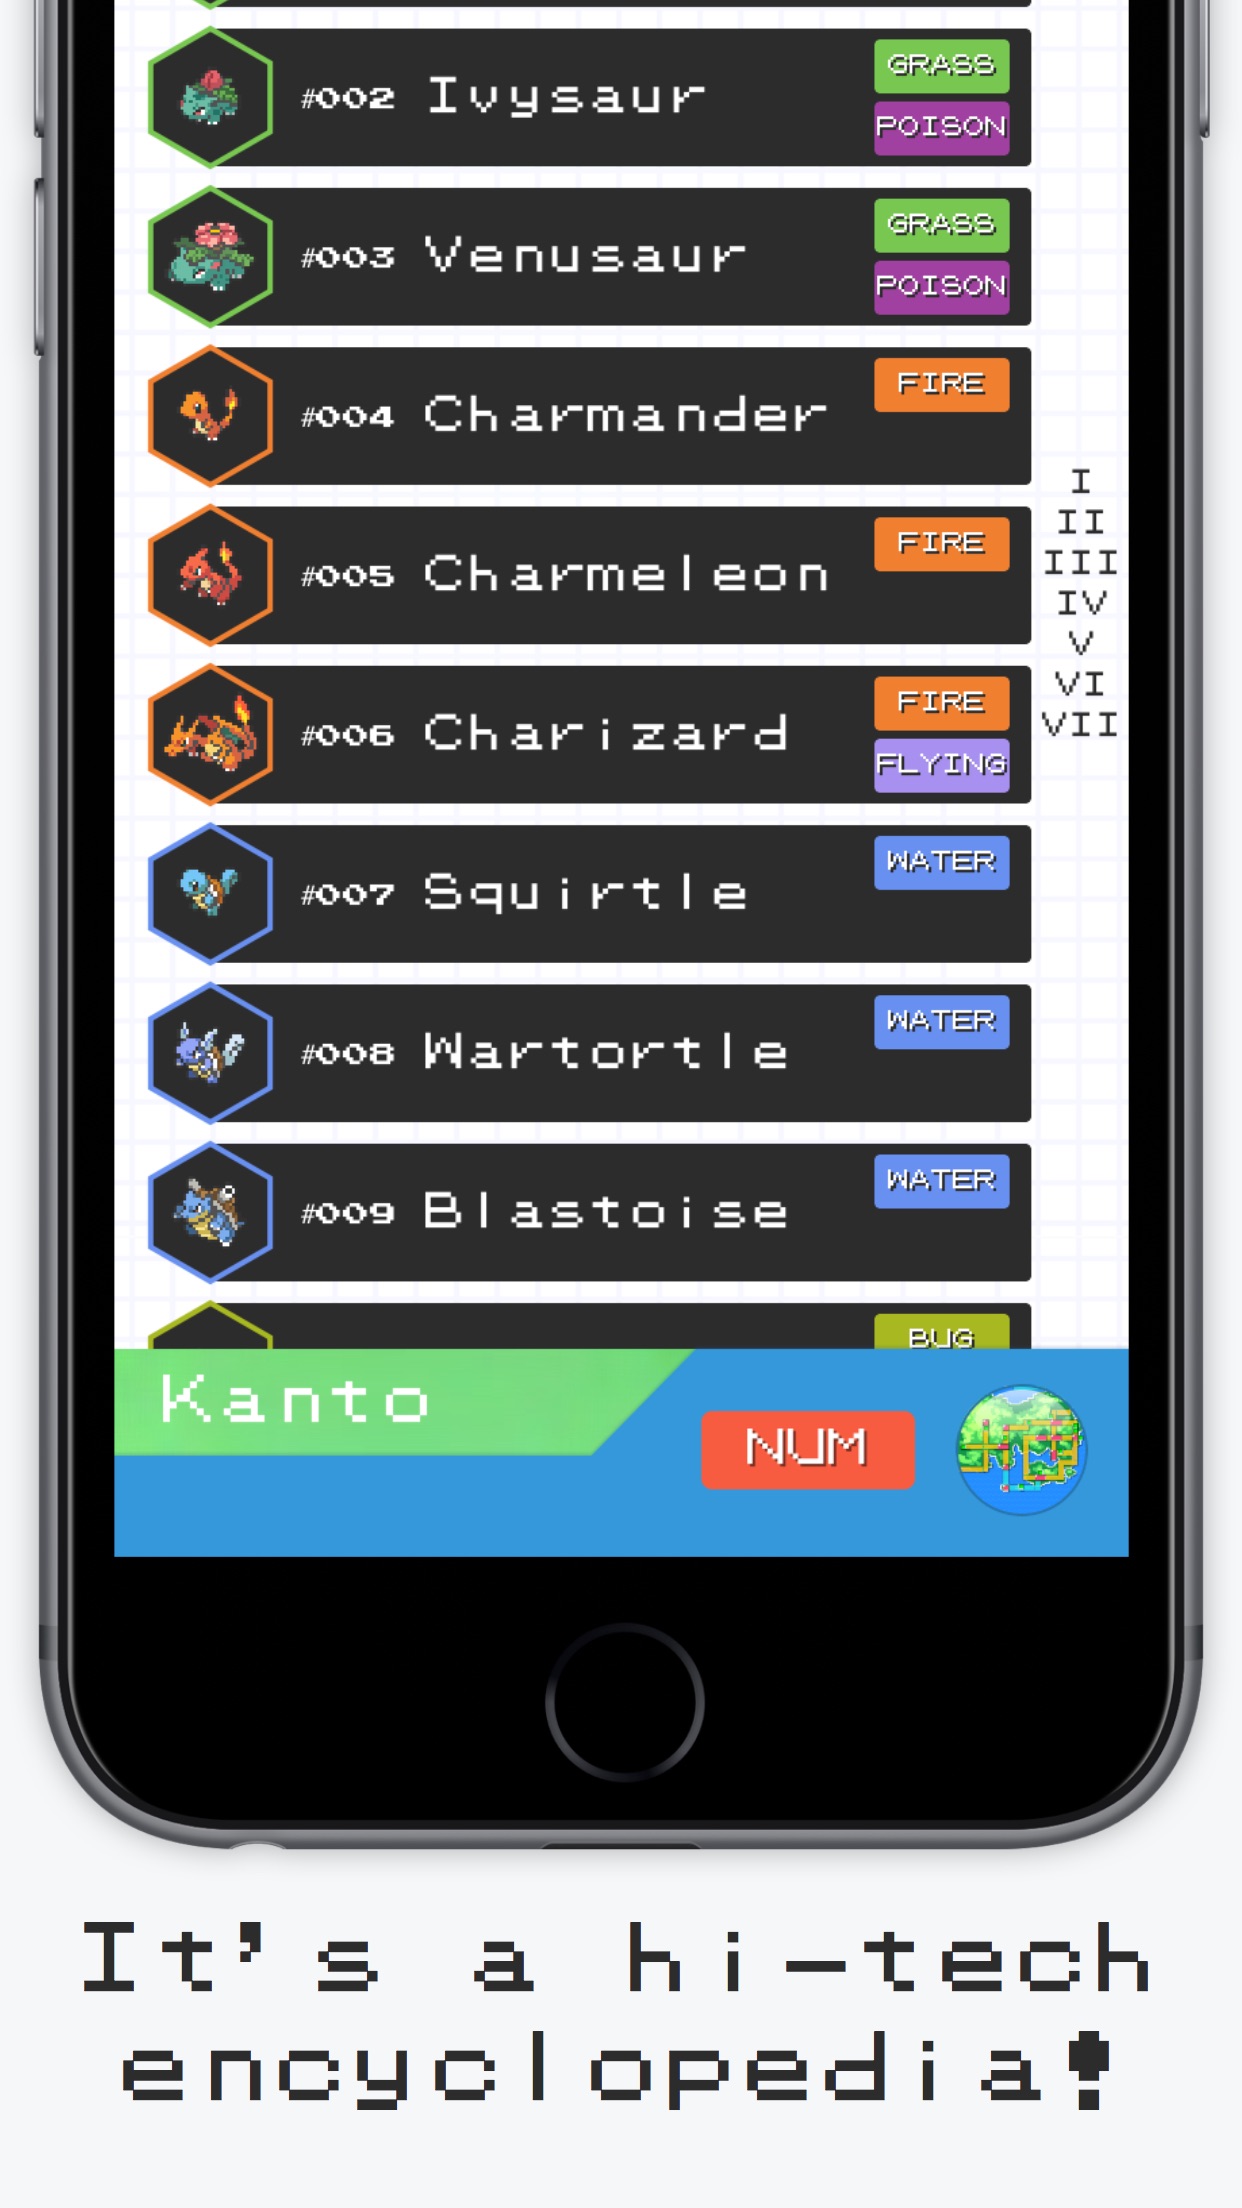 #002 Ivysaur GRASS
POISON
#003 Venusaur GRASS
POISON
#004 Charmander FIRE
#005 Charmeleon FIRE
#006 Charizard FIRE
FLYING
#007 Squirtle WATER
#008 Wartortle WATER
#009 Blastoise WATER
BUG
I
II
III
IV
V
VI
VII
Kanto
NUM
It's a hi-tech
encyclopedia!